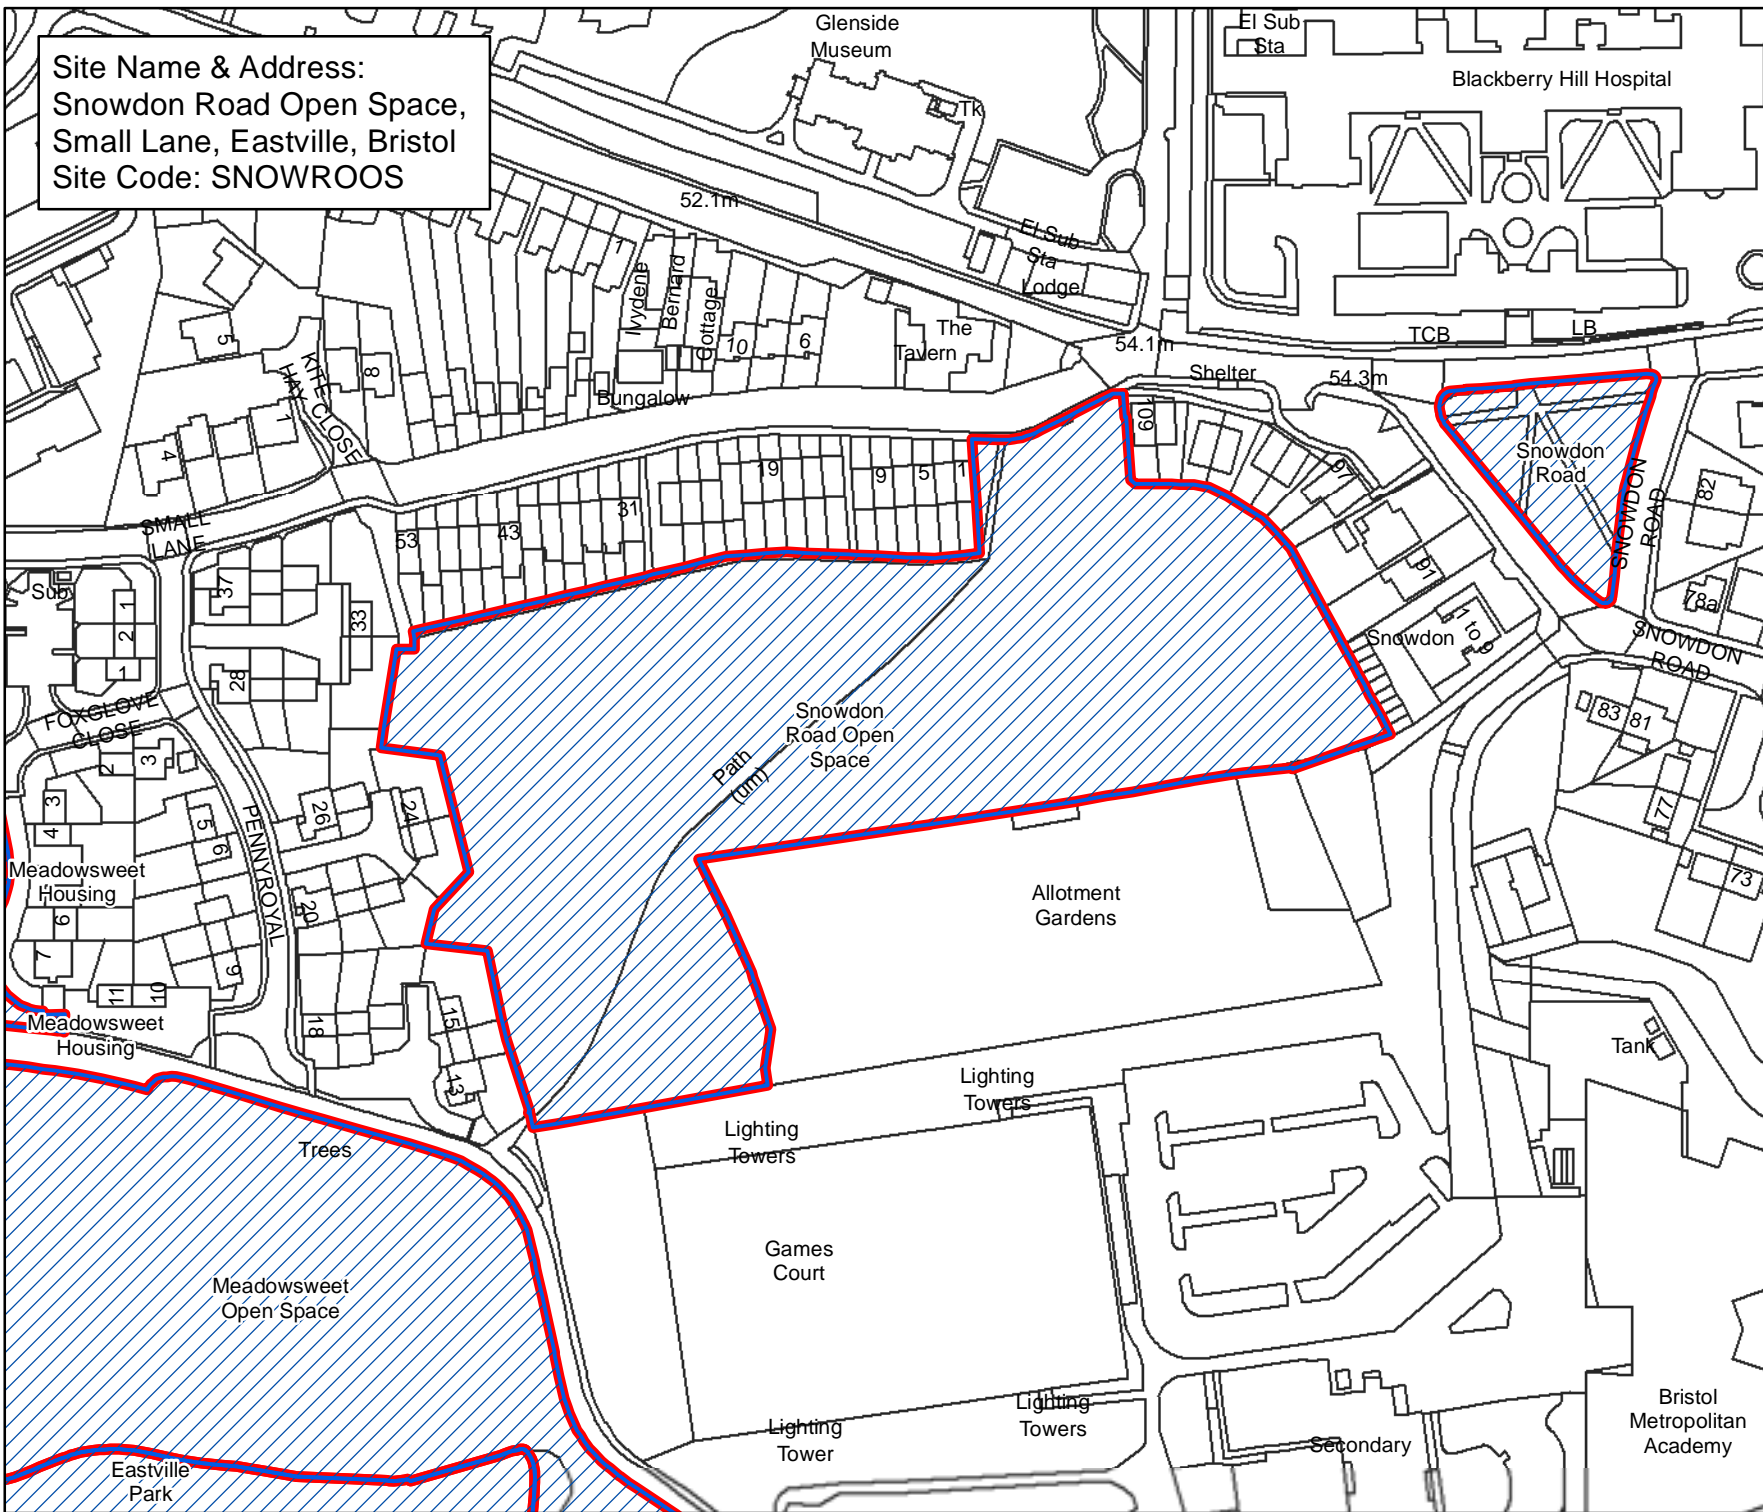 Site Name & Address:
Snowdon Road Open Space,
Small Lane, Eastville, Bristol
Site Code: SNOWROOS
Glenside
Museum
Tk
El Sub
Sta
Blackberry Hill Hospital
52.1m
El Sub
Sta
Lodge
1
Ivydene
Bernard
Cottage
10
6
The
Tavern
TCB
LB
54.1m
Shelter
54.3m
5
KITE
HAY CLOSE
8
1
4
Bungalow
109
97
Snowdon
Road
SNOWDON
ROAD
82
19
9
5
1
31
43
53
SMALL
LANE
Sub
1
2
1
37
33
28
91
78a
Snowdon
1 to 9
SNOWDON
ROAD
FOXGLOVE
CLOSE
2
3
Snowdon
Road Open
Space
Path
(um)
83
81
77
73
3
4
5
6
26
24
PENNYROYAL
Meadowsweet
Housing
6
7
20
9
11
10
Allotment
Gardens
Meadowsweet
Housing
18
15
13
Tank
Lighting
Towers
Lighting
Towers
Trees
Games
Court
Meadowsweet
Open Space
Lighting
Tower
Lighting
Towers
Secondary
Bristol
Metropolitan
Academy
Eastville
Park